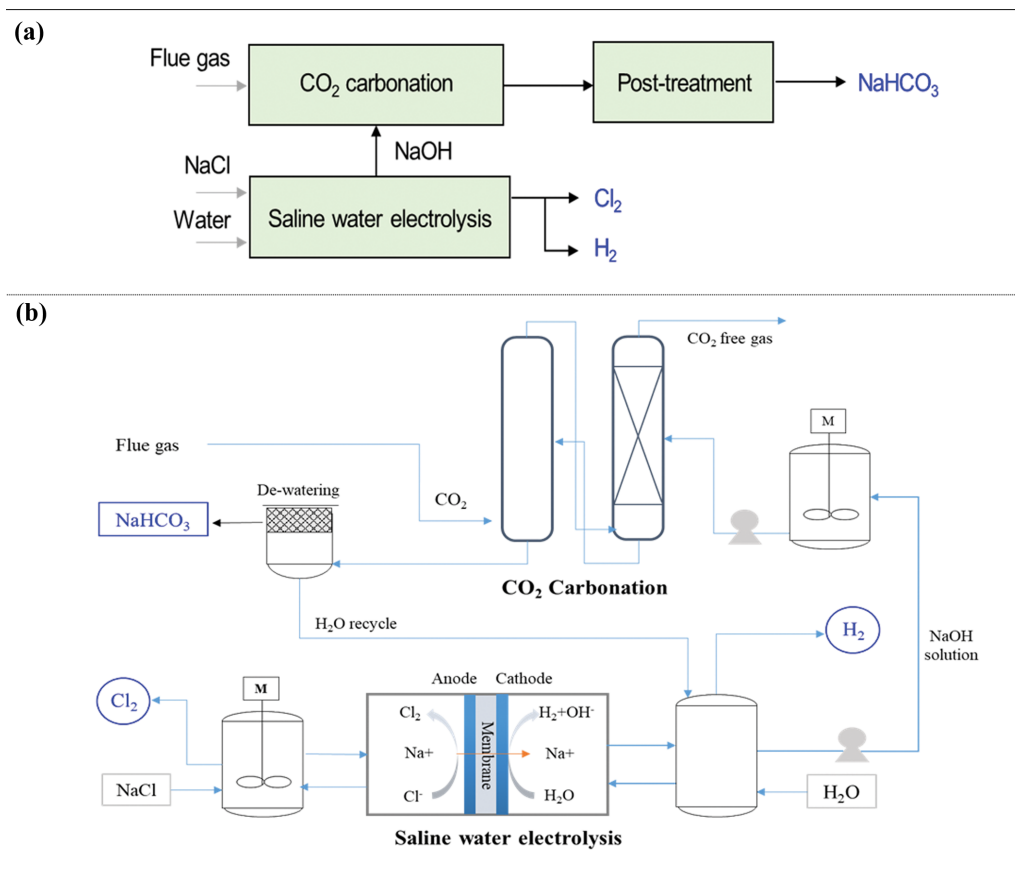 (a)
Flue gas
CO₂ carbonation
Post-treatment
NaHCO₃
NaOH
NaCl
Water
Saline water electrolysis
Cl₂
H₂
(b)
CO₂ free gas
M
Flue gas
De-watering
CO₂
NaHCO₃
CO₂ Carbonation
H₂O recycle
H₂
NaOH
solution
Anode
Cathode
Cl₂
M
Cl₂
H₂+OH⁻
Membrane
Na+
Na+
NaCl
Cl⁻
H₂O
H₂O
Saline water electrolysis